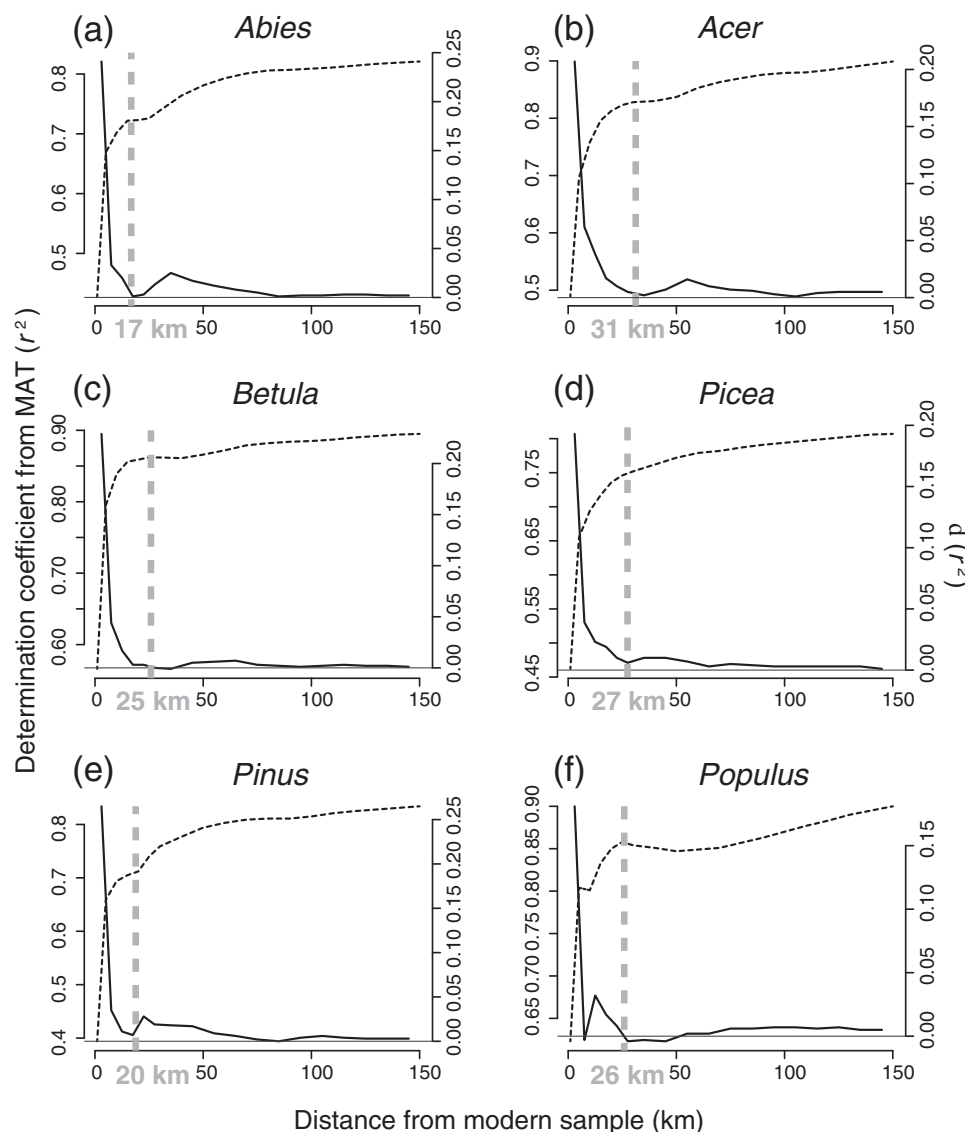 (a) Abies
0.5 0.6 0.7 0.8
0.00 0.05 0.10 0.15 0.20 0.25
0 50 100 150
17 km
(b) Acer
0.5 0.6 0.7 0.8 0.9
0.00 0.05 0.10 0.15 0.20
0 50 100 150
31 km
(c) Betula
0.60 0.70 0.80 0.90
0.00 0.05 0.10 0.15 0.20
0 50 100 150
25 km
(d) Picea
0.45 0.55 0.65 0.75
0.00 0.05 0.10 0.15 0.20
0 50 100 150
27 km
(e) Pinus
0.4 0.5 0.6 0.7 0.8
0.00 0.05 0.10 0.15 0.20 0.25
0 50 100 150
20 km
(f) Populus
0.65 0.70 0.75 0.80 0.85 0.90
0.00 0.05 0.10 0.15
0 50 100 150
26 km
Determination coefficient from MAT (r²)
d (r²)
Distance from modern sample (km)